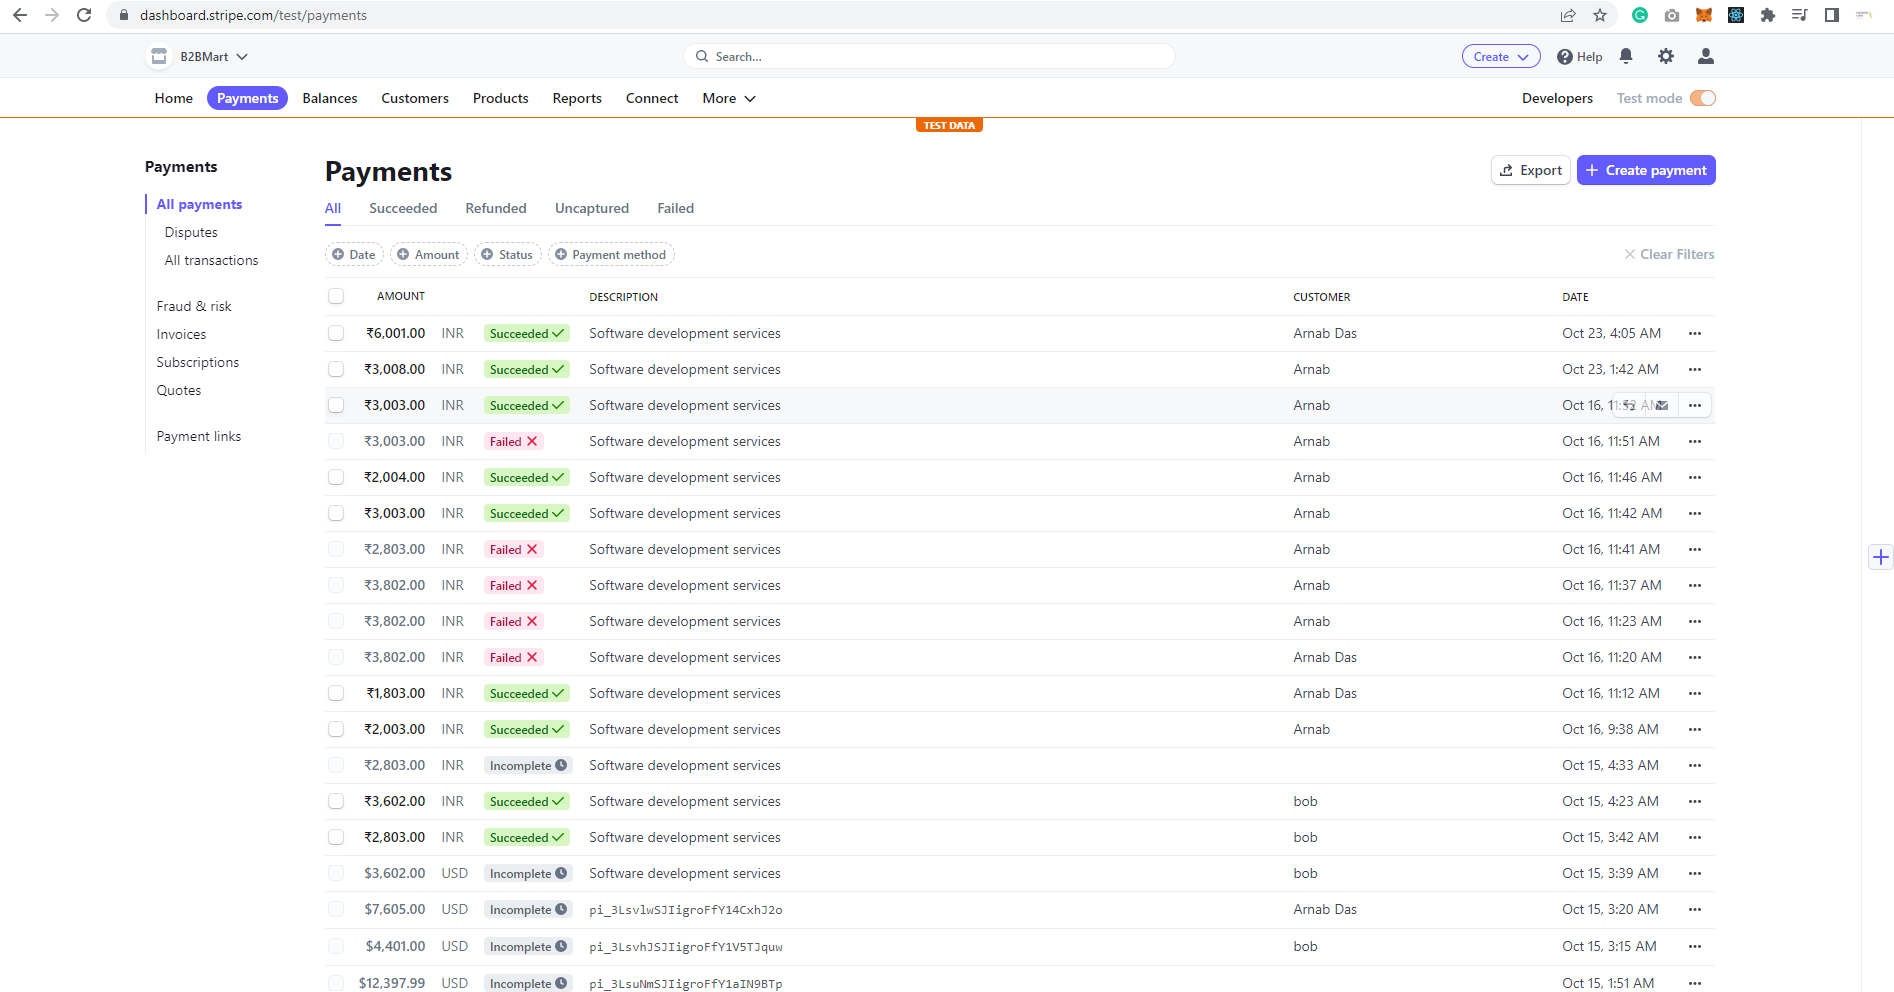 dashboard.stripe.com/test/payments
B2BMart Search... Create Help
Home Payments Balances Customers Products Reports Connect More Developers Test mode
TEST DATA
Payments
All payments
Disputes
All transactions
Fraud & risk
Invoices
Subscriptions
Quotes
Payment links
Payments Export Create payment
All Succeeded Refunded Uncaptured Failed
Date Amount Status Payment method Clear Filters
AMOUNT DESCRIPTION CUSTOMER DATE
₹6,001.00 INR Succeeded Software development services Arnab Das Oct 23, 4:05 AM
₹3,008.00 INR Succeeded Software development services Arnab Oct 23, 1:42 AM
₹3,003.00 INR Succeeded Software development services Arnab Oct 16,
₹3,003.00 INR Failed Software development services Arnab Oct 16, 11:51 AM
₹2,004.00 INR Succeeded Software development services Arnab Oct 16, 11:46 AM
₹3,003.00 INR Succeeded Software development services Arnab Oct 16, 11:42 AM
₹2,803.00 INR Failed Software development services Arnab Oct 16, 11:41 AM
₹3,802.00 INR Failed Software development services Arnab Oct 16, 11:37 AM
₹3,802.00 INR Failed Software development services Arnab Oct 16, 11:23 AM
₹3,802.00 INR Failed Software development services Arnab Das Oct 16, 11:20 AM
₹1,803.00 INR Succeeded Software development services Arnab Das Oct 16, 11:12 AM
₹2,003.00 INR Succeeded Software development services Arnab Oct 16, 9:38 AM
₹2,803.00 INR Incomplete Software development services Oct 15, 4:33 AM
₹3,602.00 INR Succeeded Software development services bob Oct 15, 4:23 AM
₹2,803.00 INR Succeeded Software development services bob Oct 15, 3:42 AM
$3,602.00 USD Incomplete Software development services bob Oct 15, 3:39 AM
$7,605.00 USD Incomplete pi_3LsvlwSJIigroFfY14CxhJ2o Arnab Das Oct 15, 3:20 AM
$4,401.00 USD Incomplete pi_3LsvhJSJIigroFfY1V5TJquw bob Oct 15, 3:15 AM
$12,397.99 USD Incomplete pi_3LsuNmSJIigroFfY1aIN9BTp Oct 15, 1:51 AM